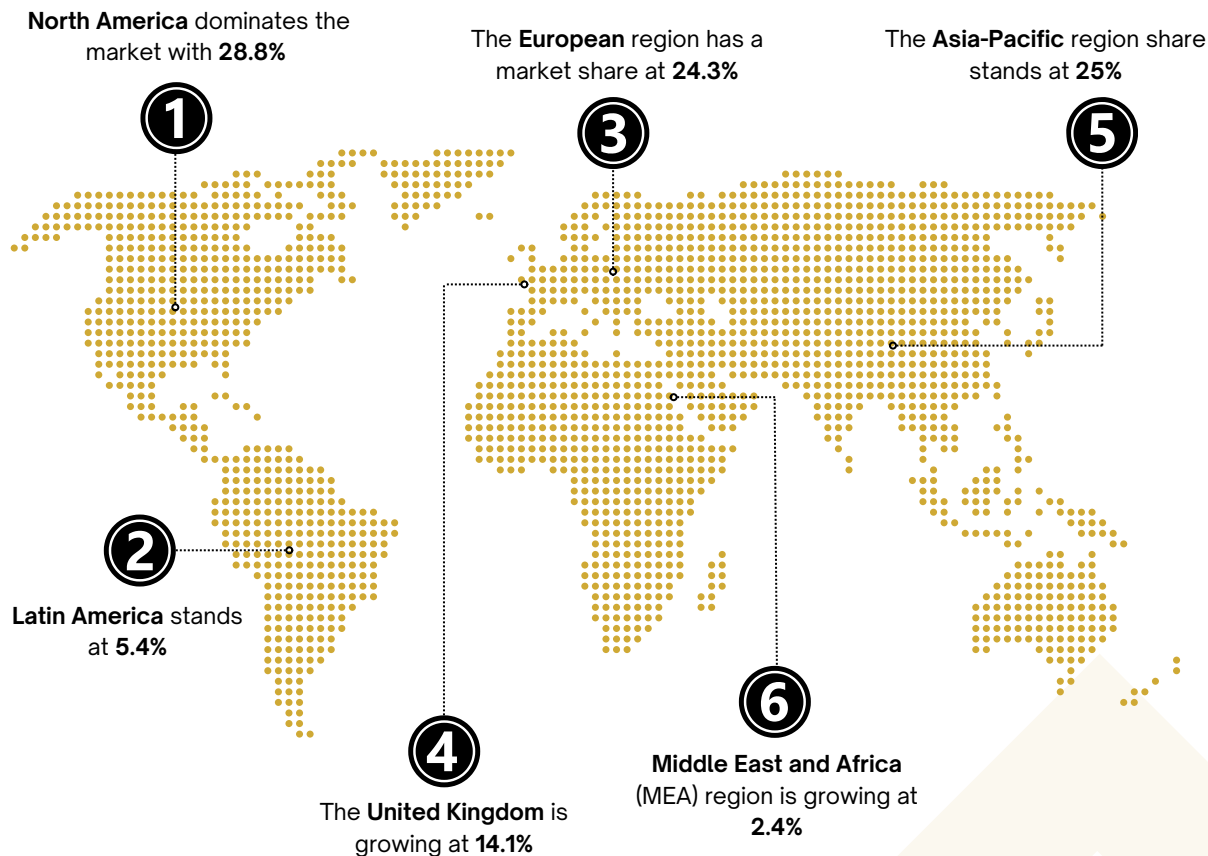 North America dominates the
market with 28.8%
1
2
Latin America stands
at 5.4%
The European region has a
market share at 24.3%
3
4
The United Kingdom is
growing at 14.1%
The Asia-Pacific region share
stands at 25%
5
6
Middle East and Africa
(MEA) region is growing at
2.4%